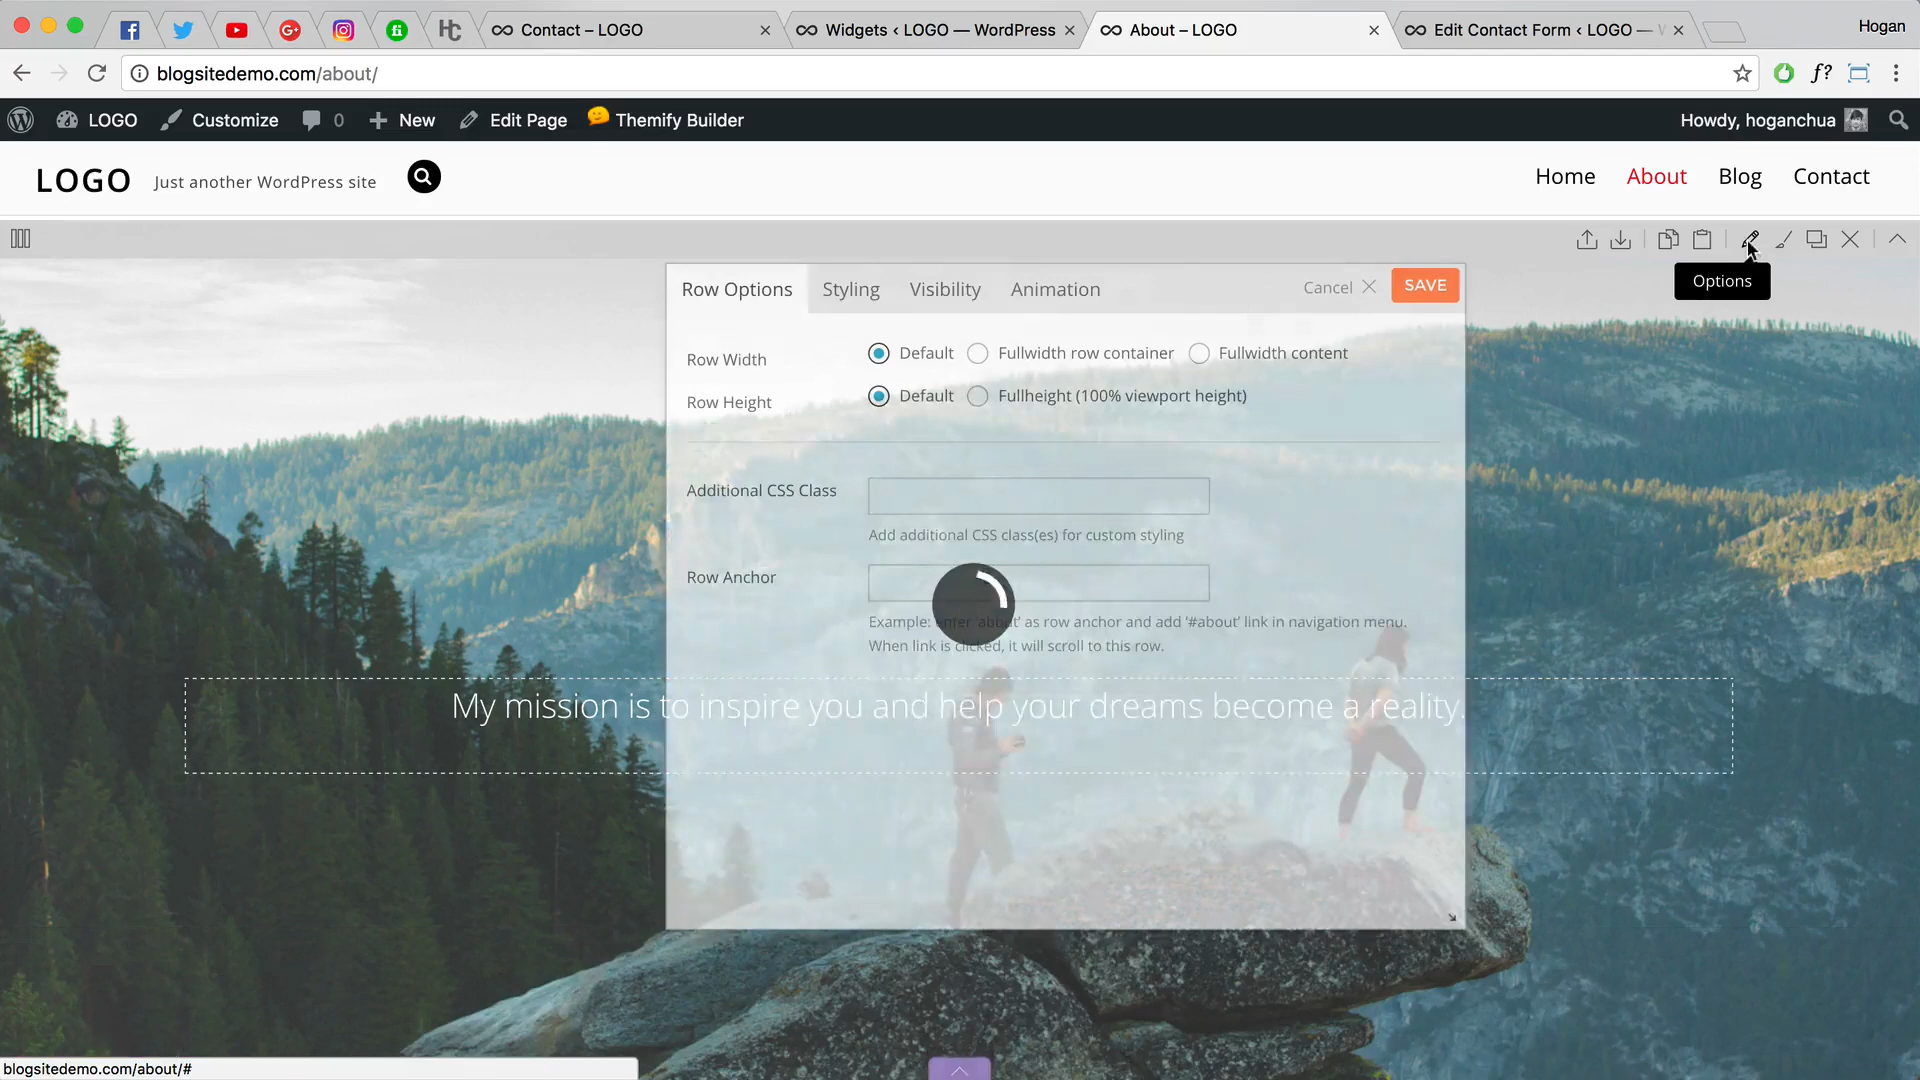 Contact – LOGO
Widgets ‹ LOGO — WordPress
About – LOGO
Edit Contact Form ‹ LOGO —
Hogan
blogsitedemo.com/about/
f?
LOGO
Customize
0
New
Edit Page
Themify Builder
Howdy, hoganchua
LOGO
Just another WordPress site
Home
About
Blog
Contact
Options
Row Options
Styling
Visibility
Animation
Cancel
SAVE
Row Width
Default
Fullwidth row container
Fullwidth content
Row Height
Default
Fullheight (100% viewport height)
Additional CSS Class
Add additional CSS class(es) for custom styling
Row Anchor
Example: enter 'about' as row anchor and add '#about' link in navigation menu.
When link is clicked, it will scroll to this row.
My mission is to inspire you and help your dreams become a reality.
blogsitedemo.com/about/#